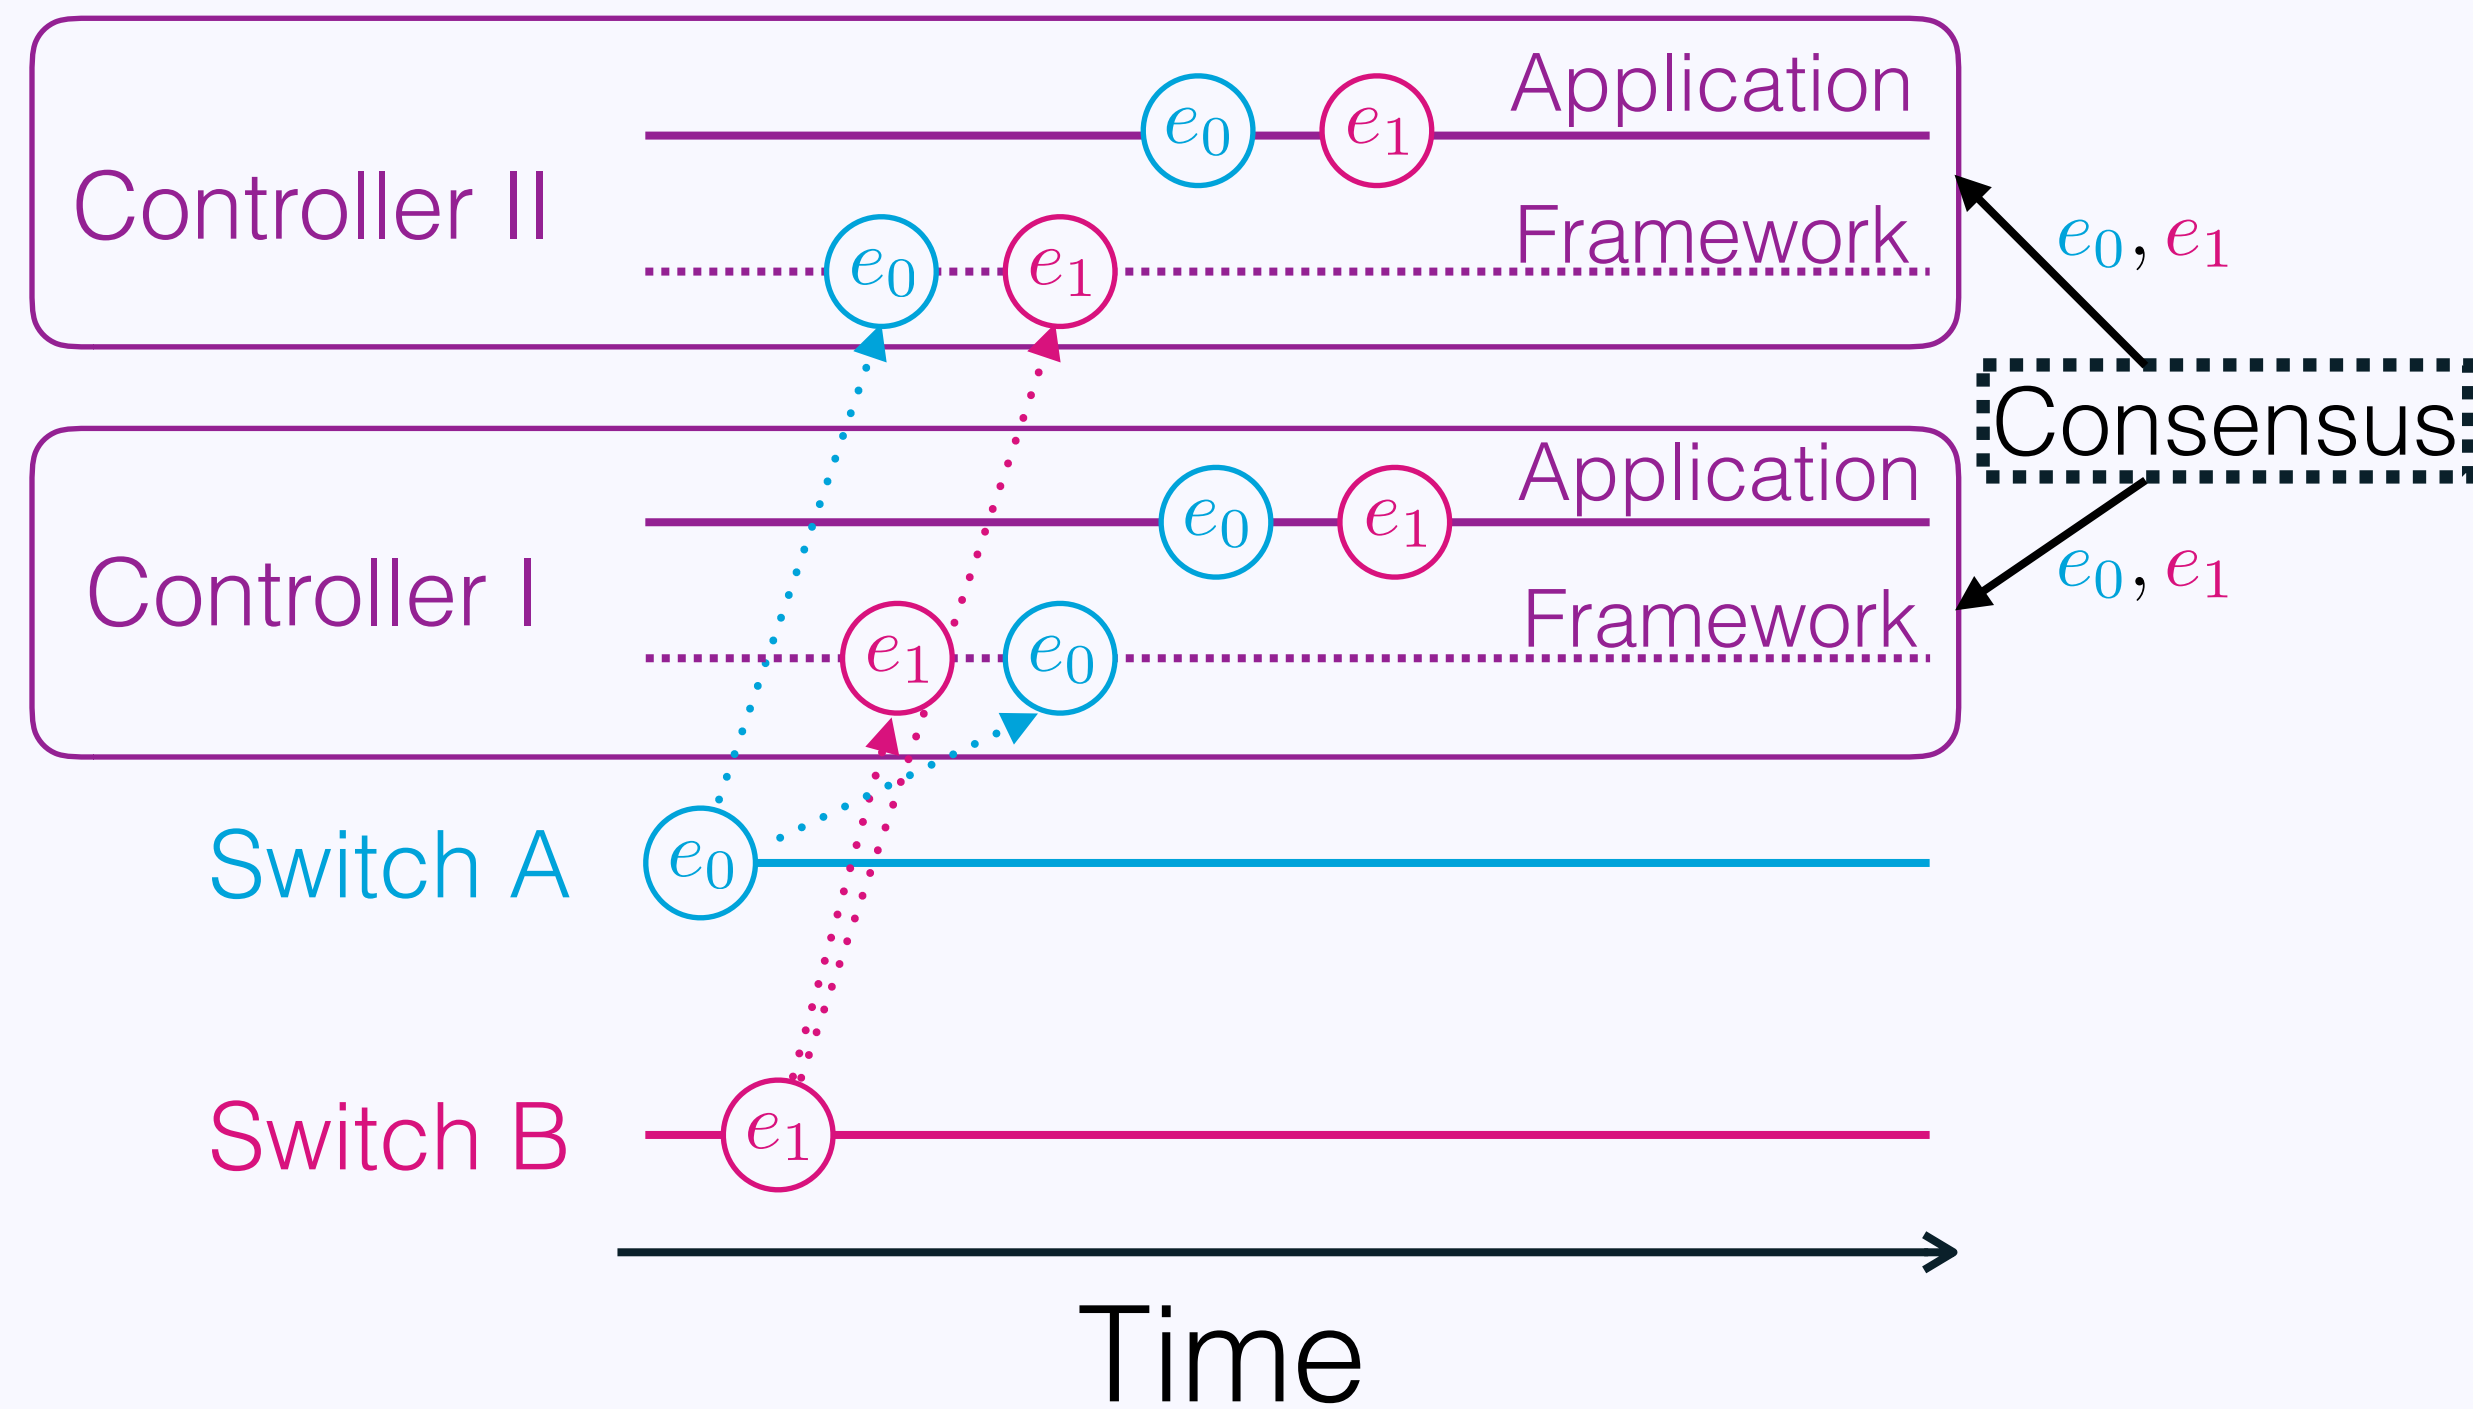 Application
e0 e1
Controller II
Framework
e0 e1
e0, e1
Consensus
Application
e0 e1
Controller I
Framework
e1 e0
e0, e1
Switch A
e0
Switch B
e1
Time